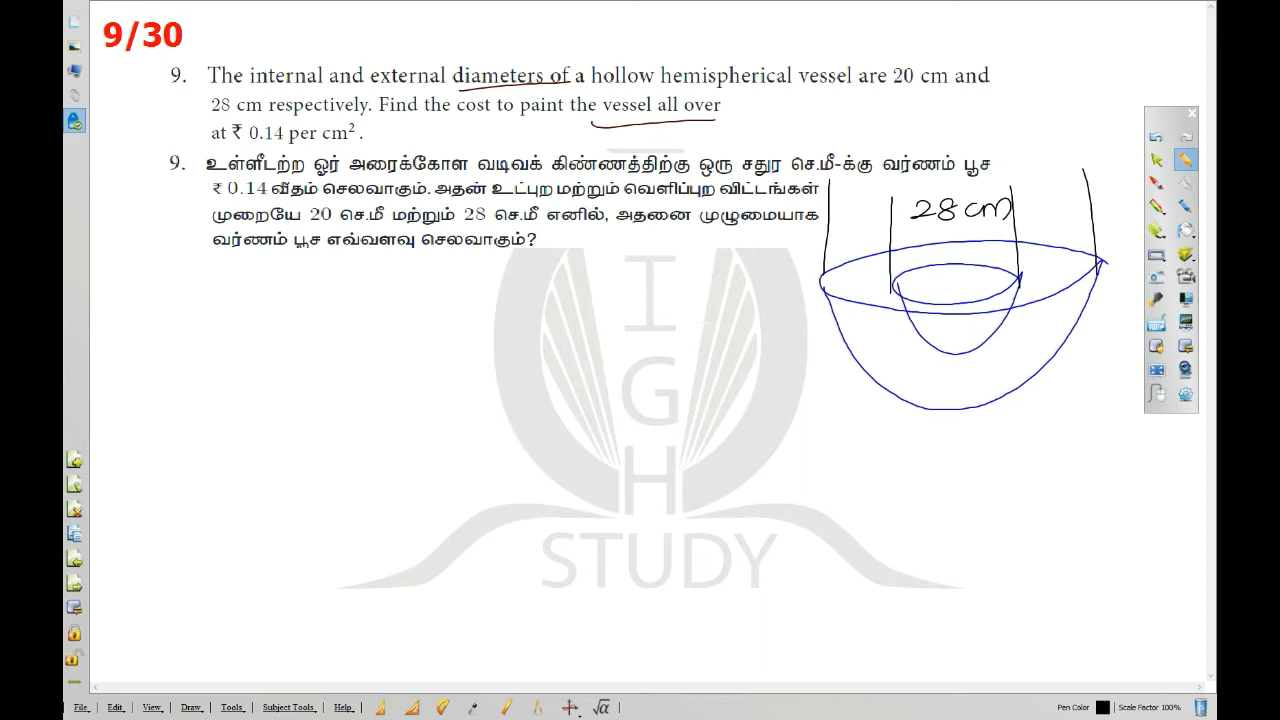 9/30
9. The internal and external diameters of a hollow hemispherical vessel are 20 cm and
28 cm respectively. Find the cost to paint the vessel all over
at ₹ 0.14 per cm².
9. உள்ளீடற்ற ஓர் அரைக்கோள வடிவக் கிண்ணத்திற்கு ஒரு சதுர செ.மீ-க்கு வர்ணம் பூச
₹ 0.14 வீதம் செலவாகும். அதன் உட்புற மற்றும் வெளிப்புற விட்டங்கள்
முறையே 20 செ.மீ மற்றும் 28 செ.மீ எனில், அதனை முழுமையாக
வர்ணம் பூச எவ்வளவு செலவாகும்?
28 cm
I
G
H
STUDY
File Edit View Draw Tools Subject Tools Help
Pen Color Scale Factor 100%